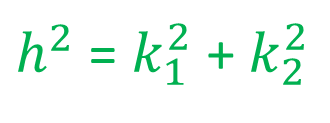 h² = k₁² + k₂²